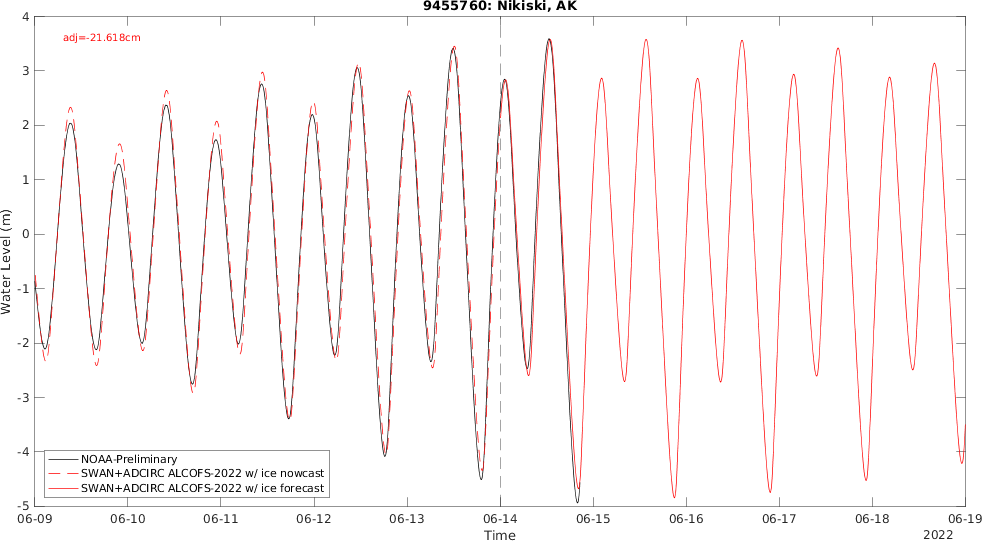 9455760: Nikiski, AK
adj=-21.618cm
4
3
2
1
0
-1
-2
-3
-4
-5
Water Level (m)
NOAA-Preliminary
SWAN+ADCIRC ALCOFS-2022 w/ ice nowcast
SWAN+ADCIRC ALCOFS-2022 w/ ice forecast
06-09 06-10 06-11 06-12 06-13 06-14 06-15 06-16 06-17 06-18 06-19
Time
2022